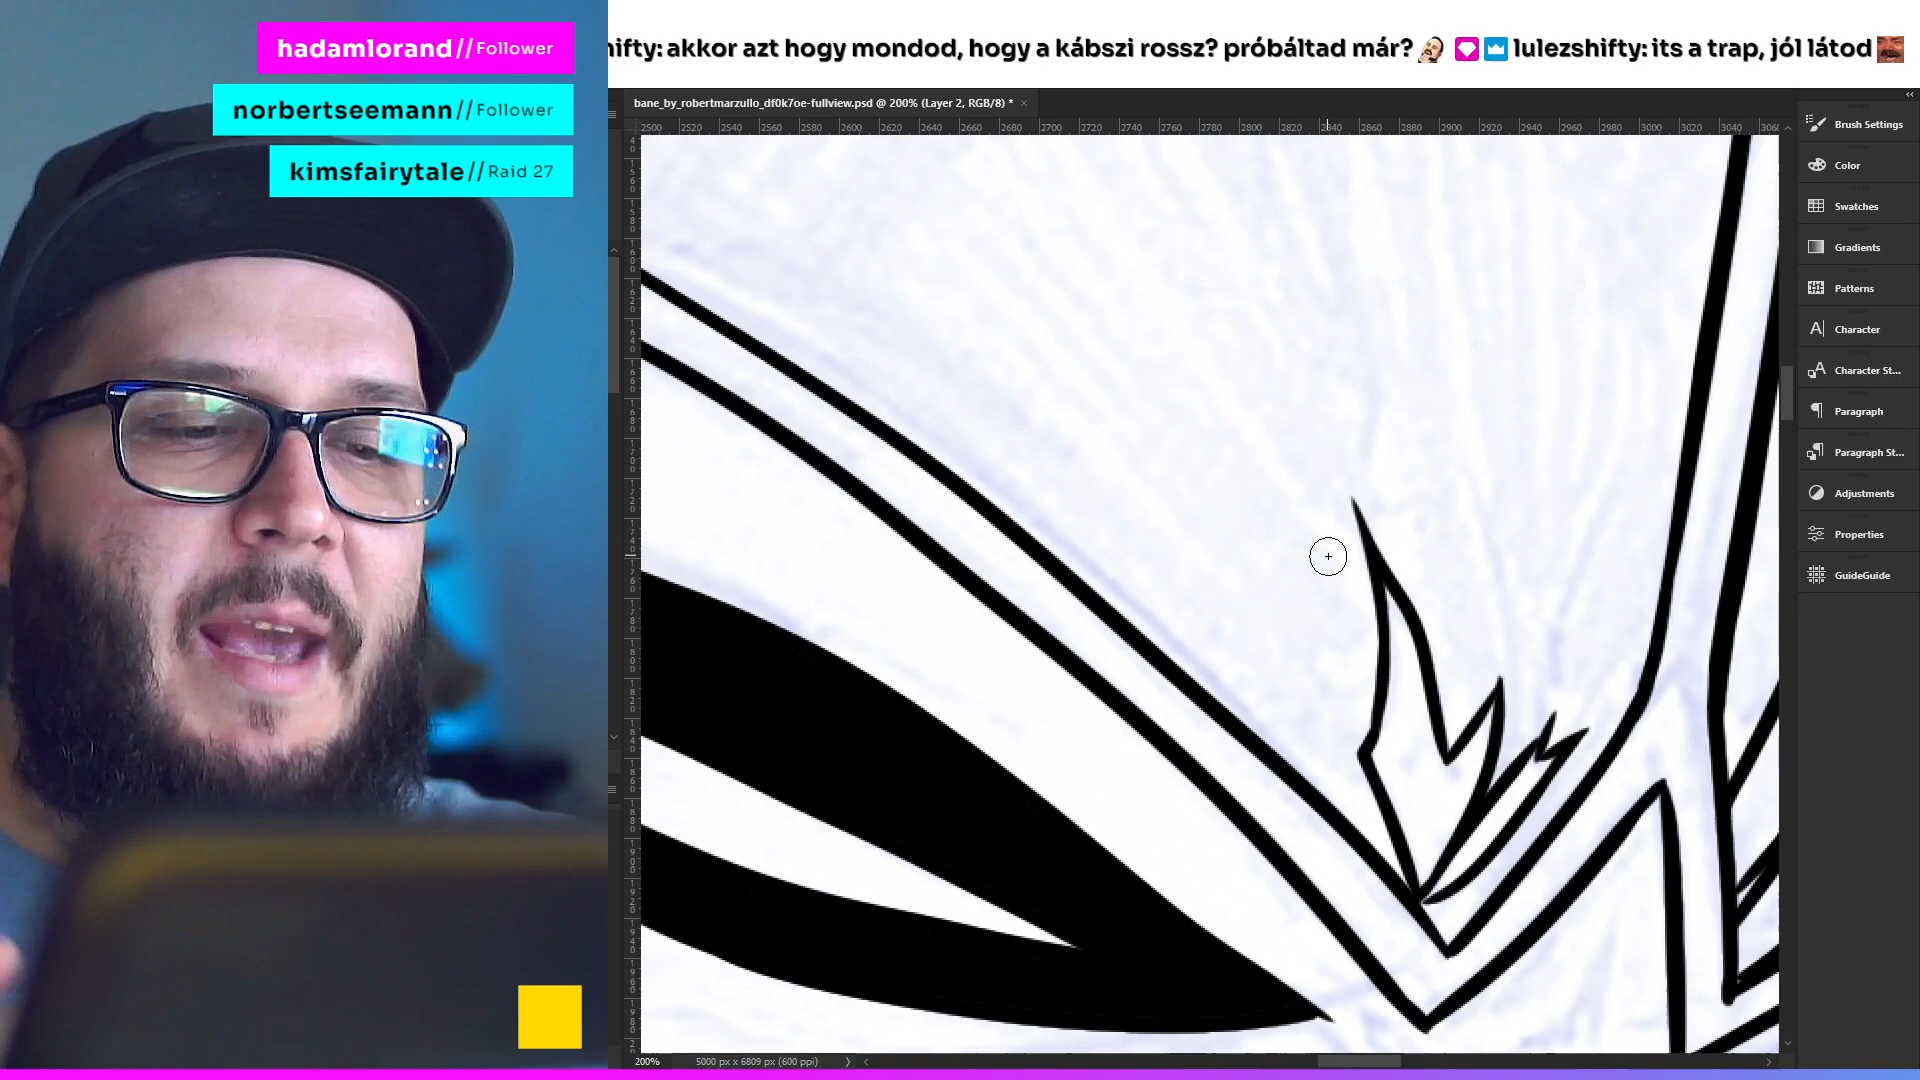 hadamlorand // Follower
norbertseemann // Follower
kimsfairytale // Raid 27
ifty: akkor azt hogy mondod, hogy a kábszi rossz? próbáltad már? lulezshifty: its a trap, jól látod
bane_by_robertmarzullo_df0k7oe-fullview.psd @ 200% (Layer 2, RGB/8) * ×
2500 2520 2540 2560 2580 2600 2620 2640 2660 2680 2700 2720 2740 2760 2780 2800 2820 2840 2860 2880 2900 2920 2940 2960 2980 3000 3020 3040 3060
Brush Settings
Color
Swatches
Gradients
Patterns
Character
Character St...
Paragraph
Paragraph St...
Adjustments
Properties
GuideGuide
200% 5000 px x 6809 px (600 ppi)